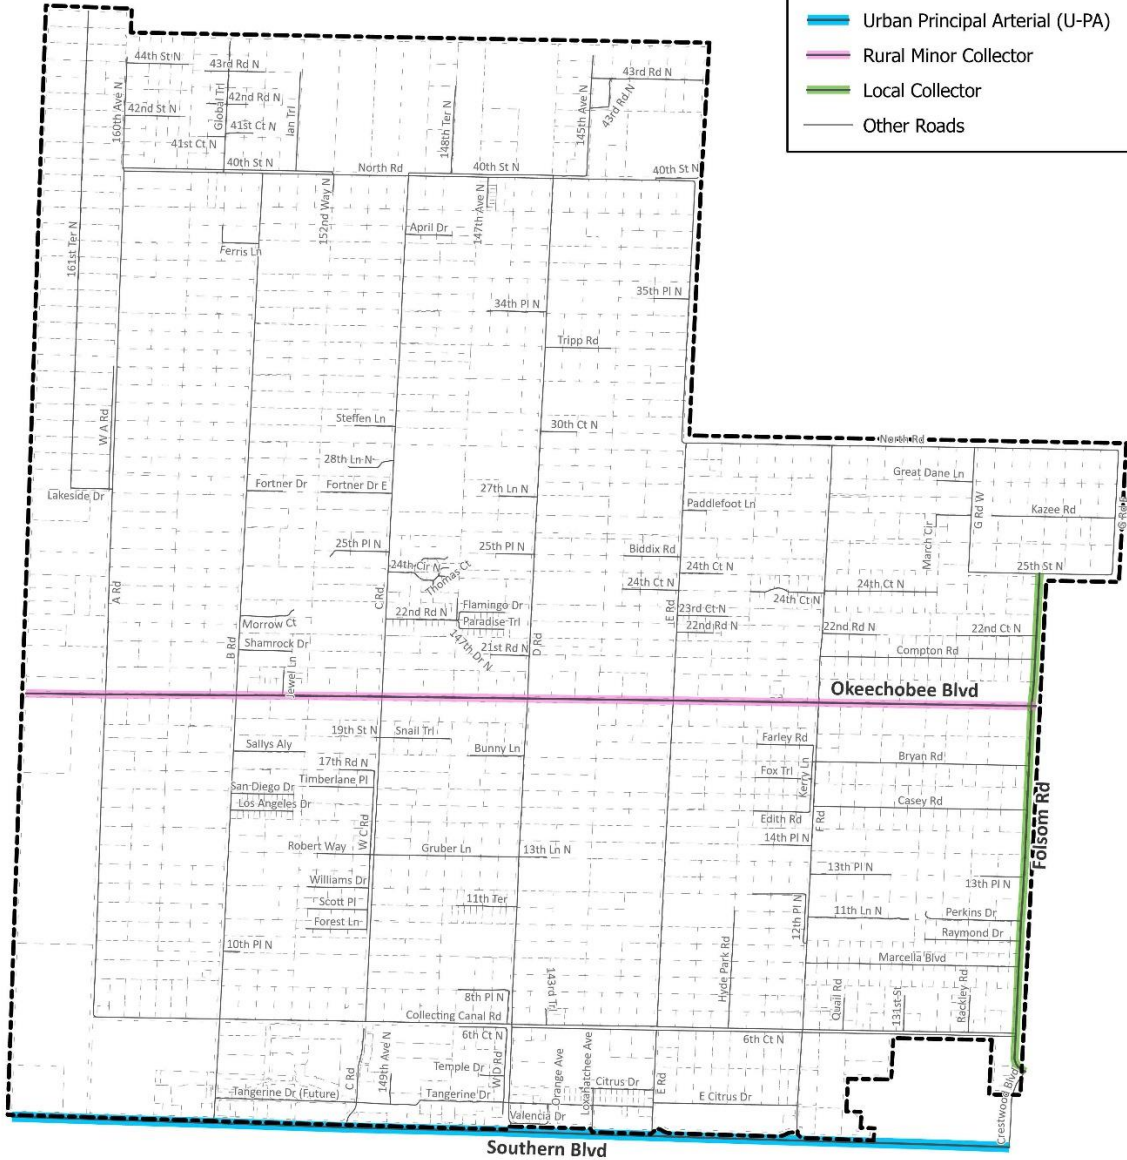 Urban Principal Arterial (U-PA)
Rural Minor Collector
Local Collector
Other Roads
44th St N
43rd Rd N
43rd Rd N
160th Ave N
Global Trl
42nd Rd N
Ian Trl
148th Ter N
145th Ave N
43rd Rd N
42nd St N
41st Ct N
41st Ct N
40th St N
North Rd
40th St N
40th St N
161st Ter N
152nd Way N
147th Ave N
April Dr
Ferris Ln
35th Pl N
34th Pl N
Tripp Rd
W A Rd
Steffen Ln
30th Ct N
North Rd
28th Ln N
Great Dane Ln
Lakeside Dr
Fortner Dr
Fortner Dr E
27th Ln N
Paddlefoot Ln
G Rd W
Kazee Rd
March Cir
25th Pl N
25th Pl N
Biddix Rd
24th Cir N
Thomas Ct
24th Ct N
25th St N
24th Ct N
24th Ct N
24th Ct N
A Rd
C Rd
E Rd
Flamingo Dr
23rd Ct N
22nd Rd N
Paradise Trl
Morrow Ct
22nd Rd N
22nd Rd N
22nd Ct N
B Rd
Shamrock Dr
147th Dr N
21st Rd N
D Rd
Compton Rd
Jewel Ln
Okeechobee Blvd
19th St N
Snail Trl
Farley Rd
Sallys Aly
Bunny Ln
Bryan Rd
17th Rd N
Fox Trl
Kerry Ln
Timberlane Pl
San Diego Dr
Los Angeles Dr
Casey Rd
W C Rd
Edith Rd
F Rd
Folsom Rd
Robert Way
Gruber Ln
13th Ln N
14th Pl N
13th Pl N
13th Pl N
Williams Dr
Scott Pl
11th Ter
12th Pl N
11th Ln N
Perkins Dr
Forest Ln
Raymond Dr
10th Pl N
Hyde Park Rd
Marcella Blvd
8th Pl N
143rd Trl
Quail Rd
131st St
Rackley Rd
Collecting Canal Rd
6th Ct N
6th Ct N
C Rd
149th Ave N
Temple Dr
W D Rd
Orange Ave
Loxahatchee Ave
Citrus Dr
E Rd
Tangerine Dr (Future)
Tangerine Dr
E Citrus Dr
Valencia Dr
Crestwood Blvd
Southern Blvd